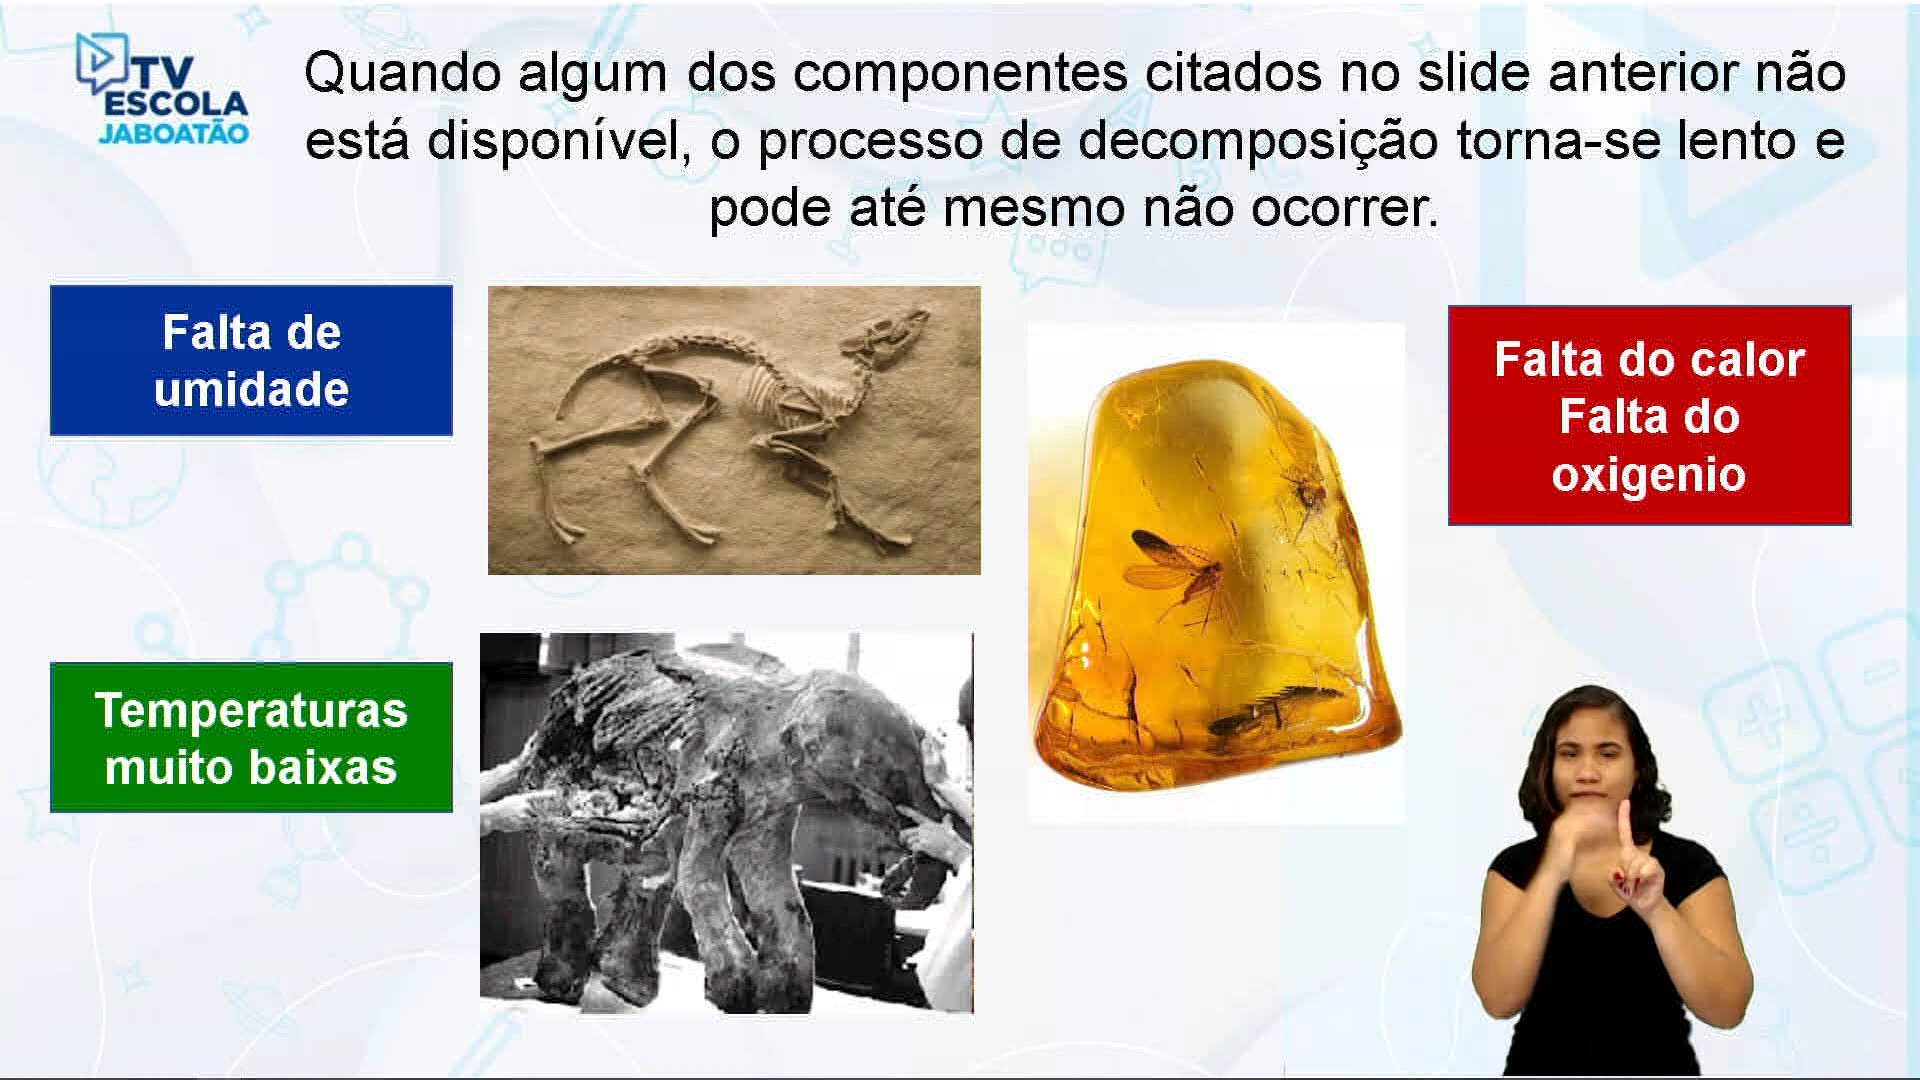 TV
ESCOLA
JABOATÃO
Quando algum dos componentes citados no slide anterior não
está disponível, o processo de decomposição torna-se lento e
pode até mesmo não ocorrer.
Falta de
umidade
Falta do calor
Falta do
oxigenio
Temperaturas
muito baixas